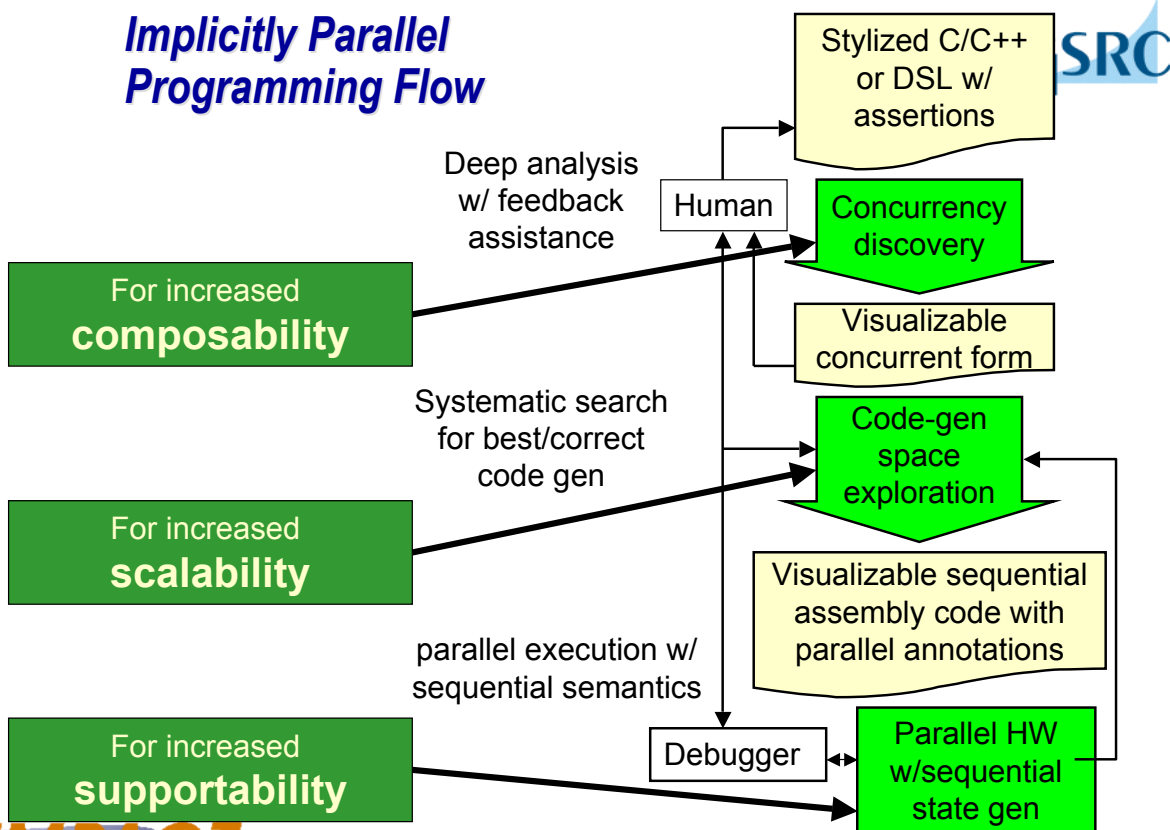 Implicitly Parallel
Programming Flow
Stylized C/C++
or DSL w/
assertions
SRC
Deep analysis
w/ feedback
assistance
Human
Concurrency
discovery
For increased
composability
Visualizable
concurrent form
Systematic search
for best/correct
code gen
Code-gen
space
exploration
For increased
scalability
Visualizable sequential
assembly code with
parallel annotations
parallel execution w/
sequential semantics
For increased
supportability
Debugger
Parallel HW
w/sequential
state gen